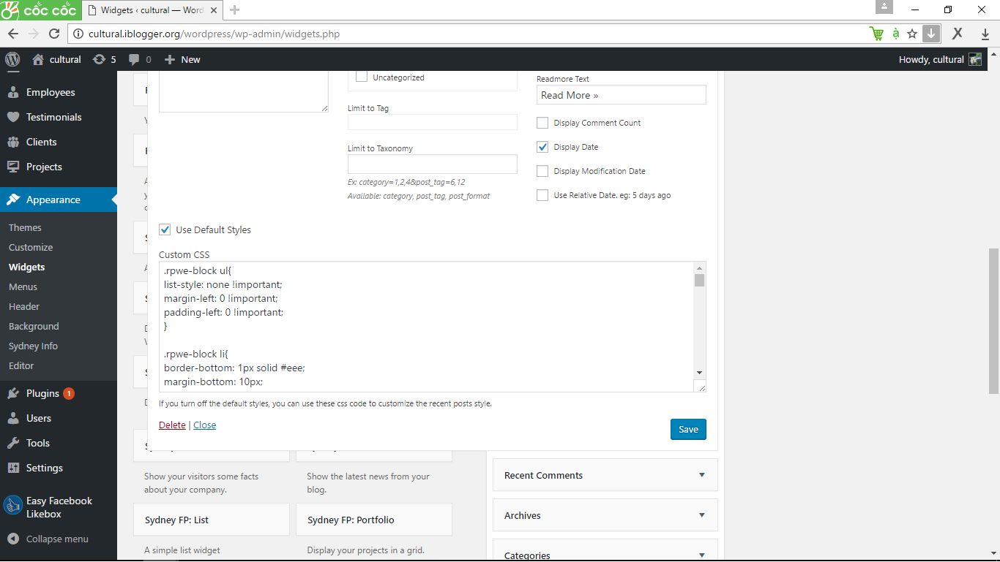 cốc cốc
Widgets ‹ cultural — Word
cultural.iblogger.org/wordpress/wp-admin/widgets.php
à
X
cultural
5
0
New
Howdy, cultural
Employees
Testimonials
Clients
Projects
Appearance
Themes
Customize
Widgets
Menus
Header
Background
Sydney Info
Editor
Plugins 1
Users
Tools
Settings
Easy Facebook
Likebox
Collapse menu
Uncategorized
Limit to Tag
Limit to Taxonomy
Ex: category=1,2,4&post_tag=6,12
Available: category, post_tag, post_format
Readmore Text
Read More »
Display Comment Count
Display Date
Display Modification Date
Use Relative Date. eg: 5 days ago
Use Default Styles
Custom CSS
.rpwe-block ul{
list-style: none !important;
margin-left: 0 !important;
padding-left: 0 !important;
}
.rpwe-block li{
border-bottom: 1px solid #eee;
margin-bottom: 10px;
If you turn off the default styles, you can use these css code to customize the recent posts style.
Delete | Close
Save
Show your visitors some facts
about your company.
Show the latest news from your
blog.
Sydney FP: List
Sydney FP: Portfolio
A simple list widget
Display your projects in a grid.
Recent Comments
Archives
Categories